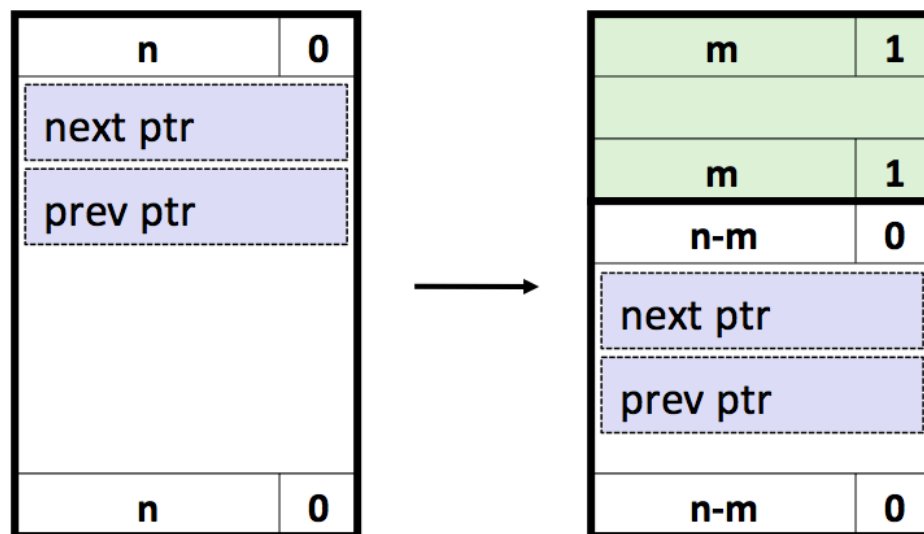 n 0
next ptr
prev ptr
n 0
m 1
m 1
n-m 0
next ptr
prev ptr
n-m 0